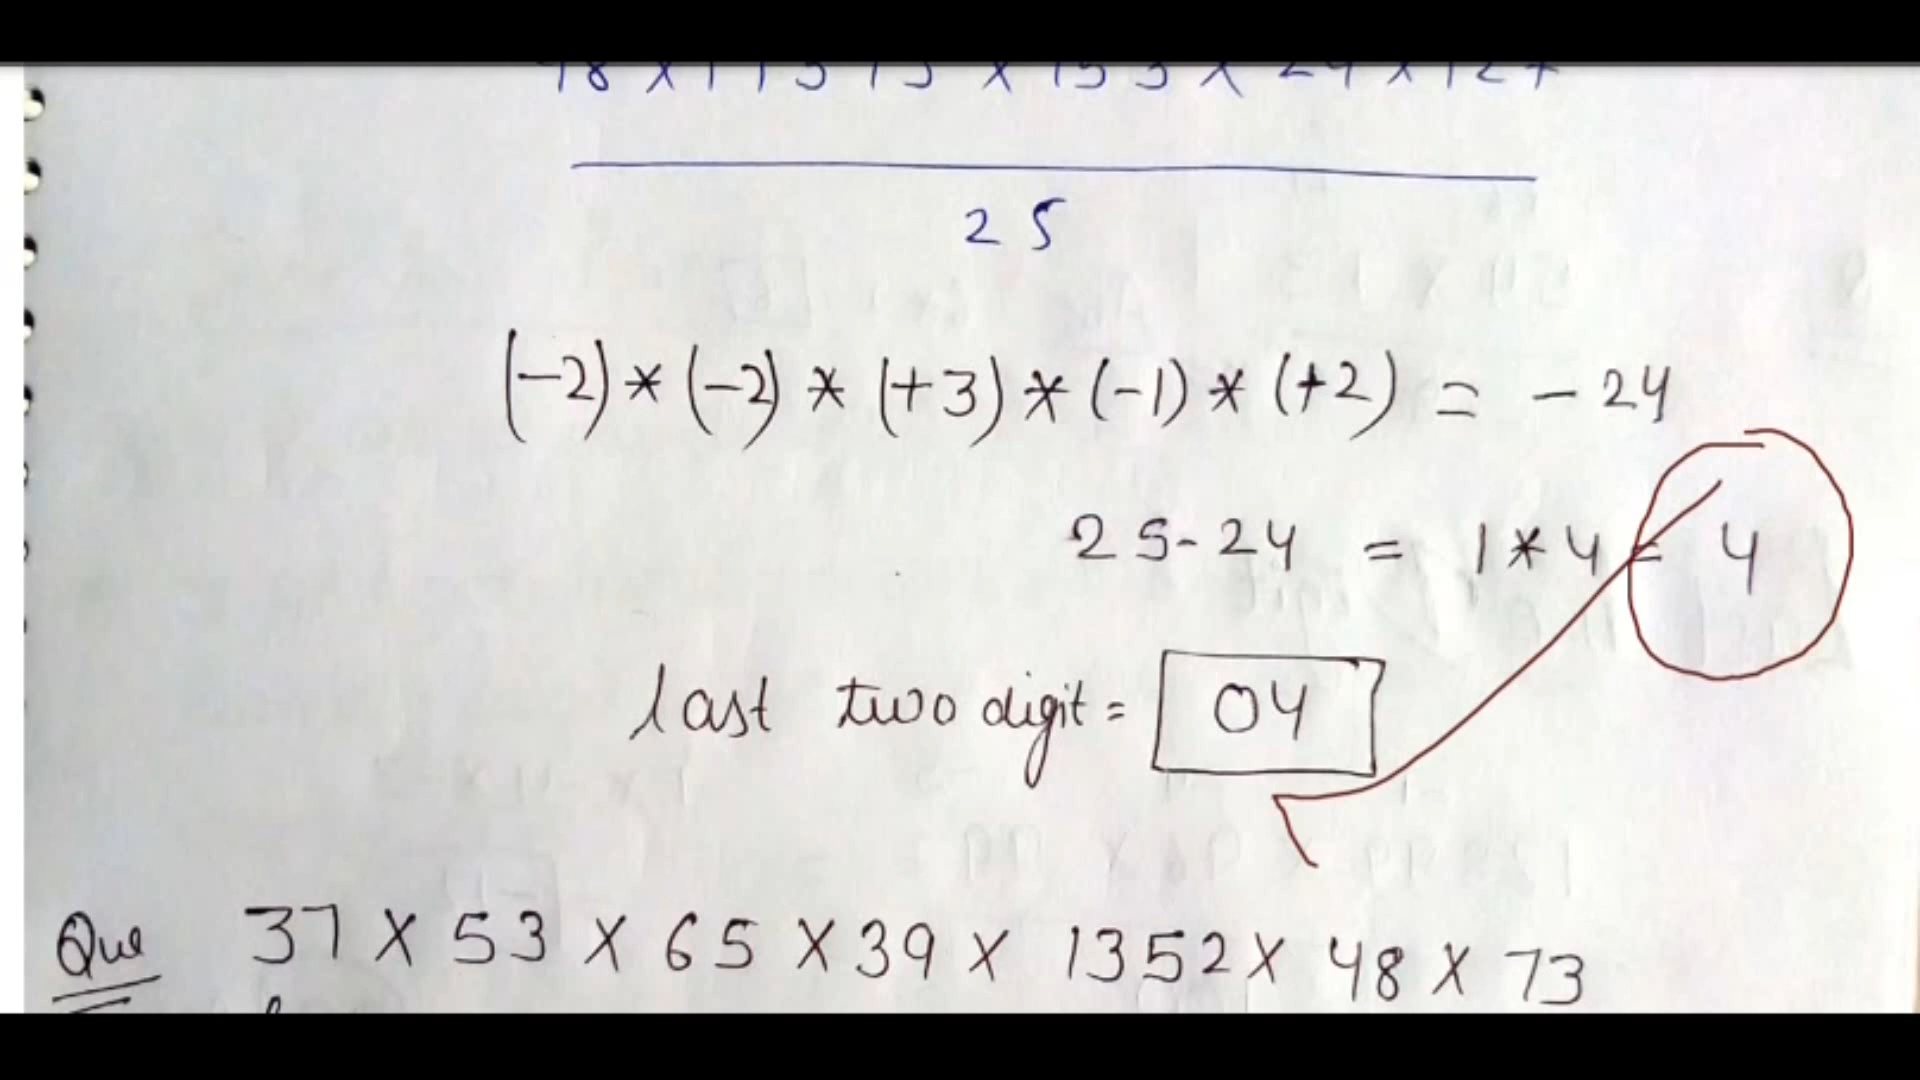 25
(-2) * (-2) * (+3) * (-1) * (+2) = -24
25-24 = 1*4 = 4
last two digit = 04
Que 37 X 53 X 65 X 39 X 1352 X 48 X 73